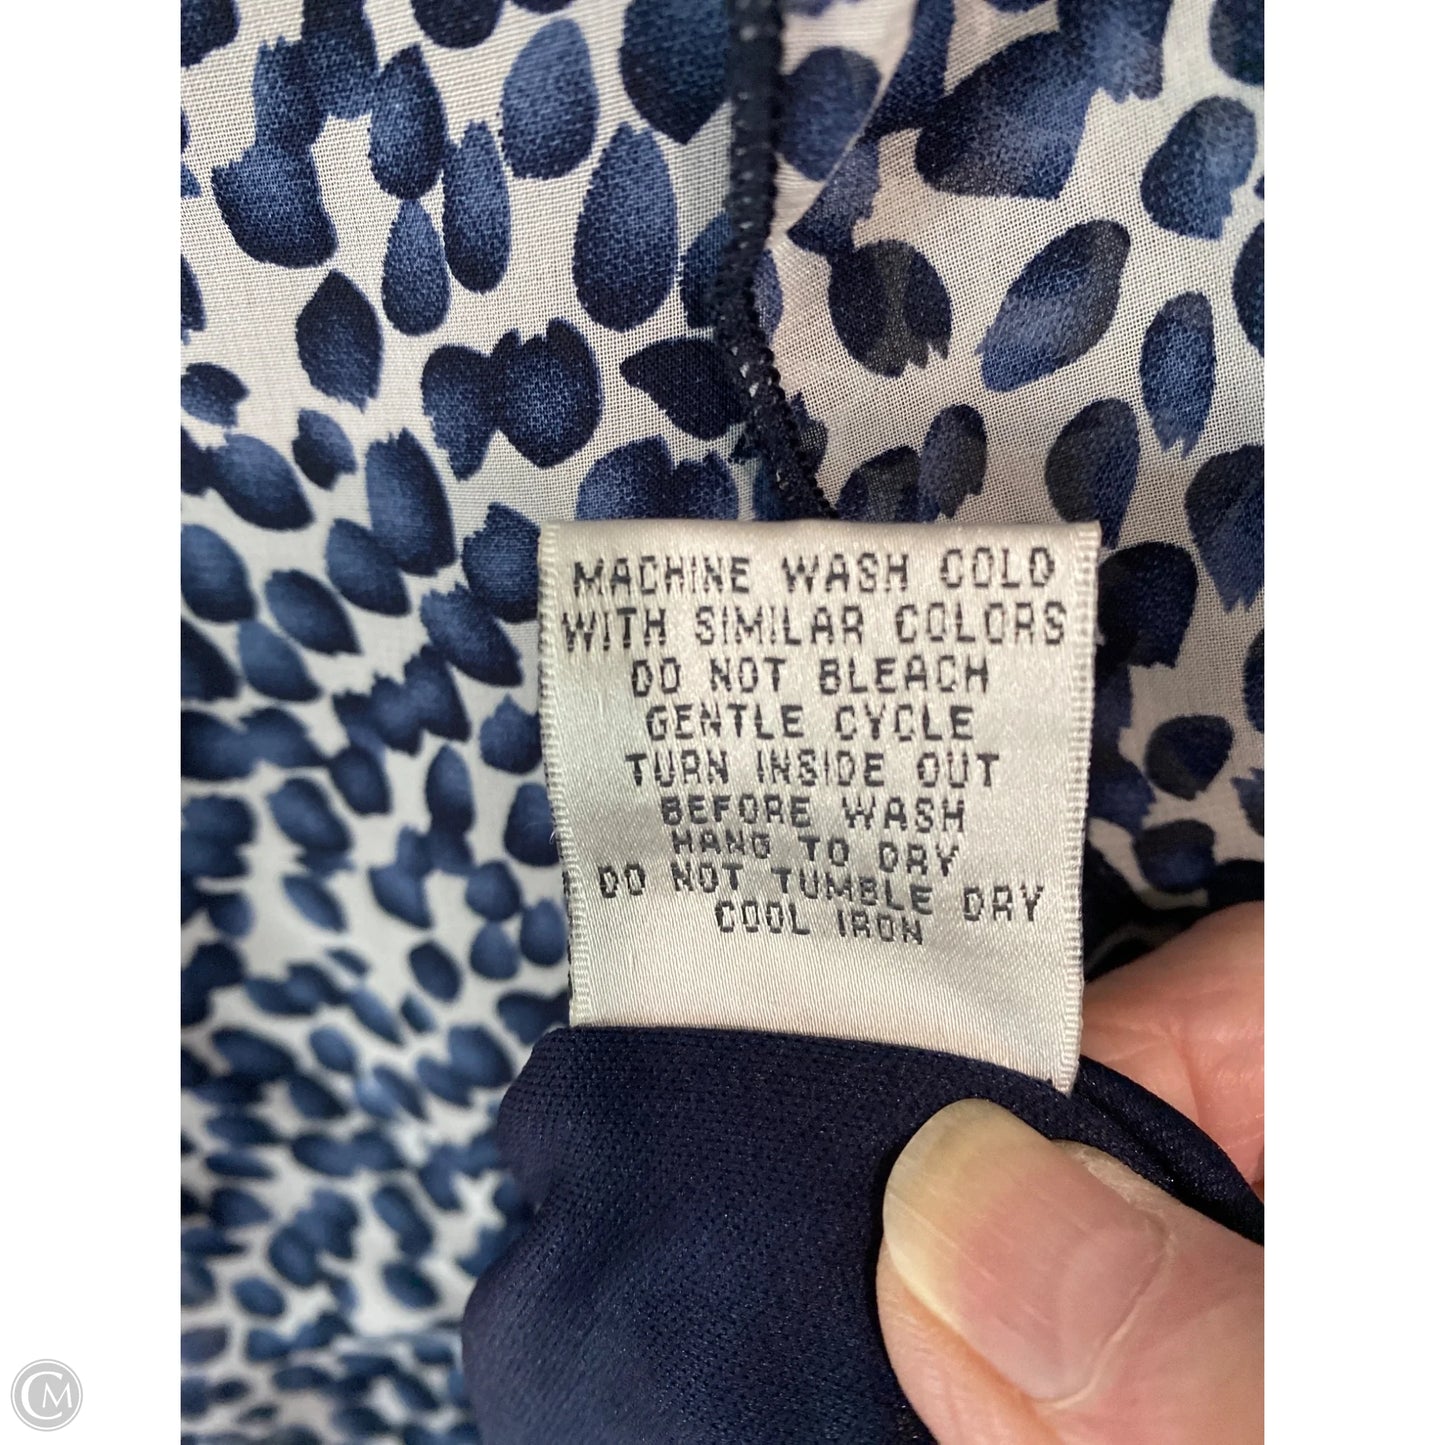 MACHINE WASH COLD
WITH SIMILAR COLORS
DO NOT BLEACH
GENTLE CYCLE
TURN INSIDE OUT
BEFORE WASH
HANG TO DRY
DO NOT TUMBLE DRY
COOL IRON
CM